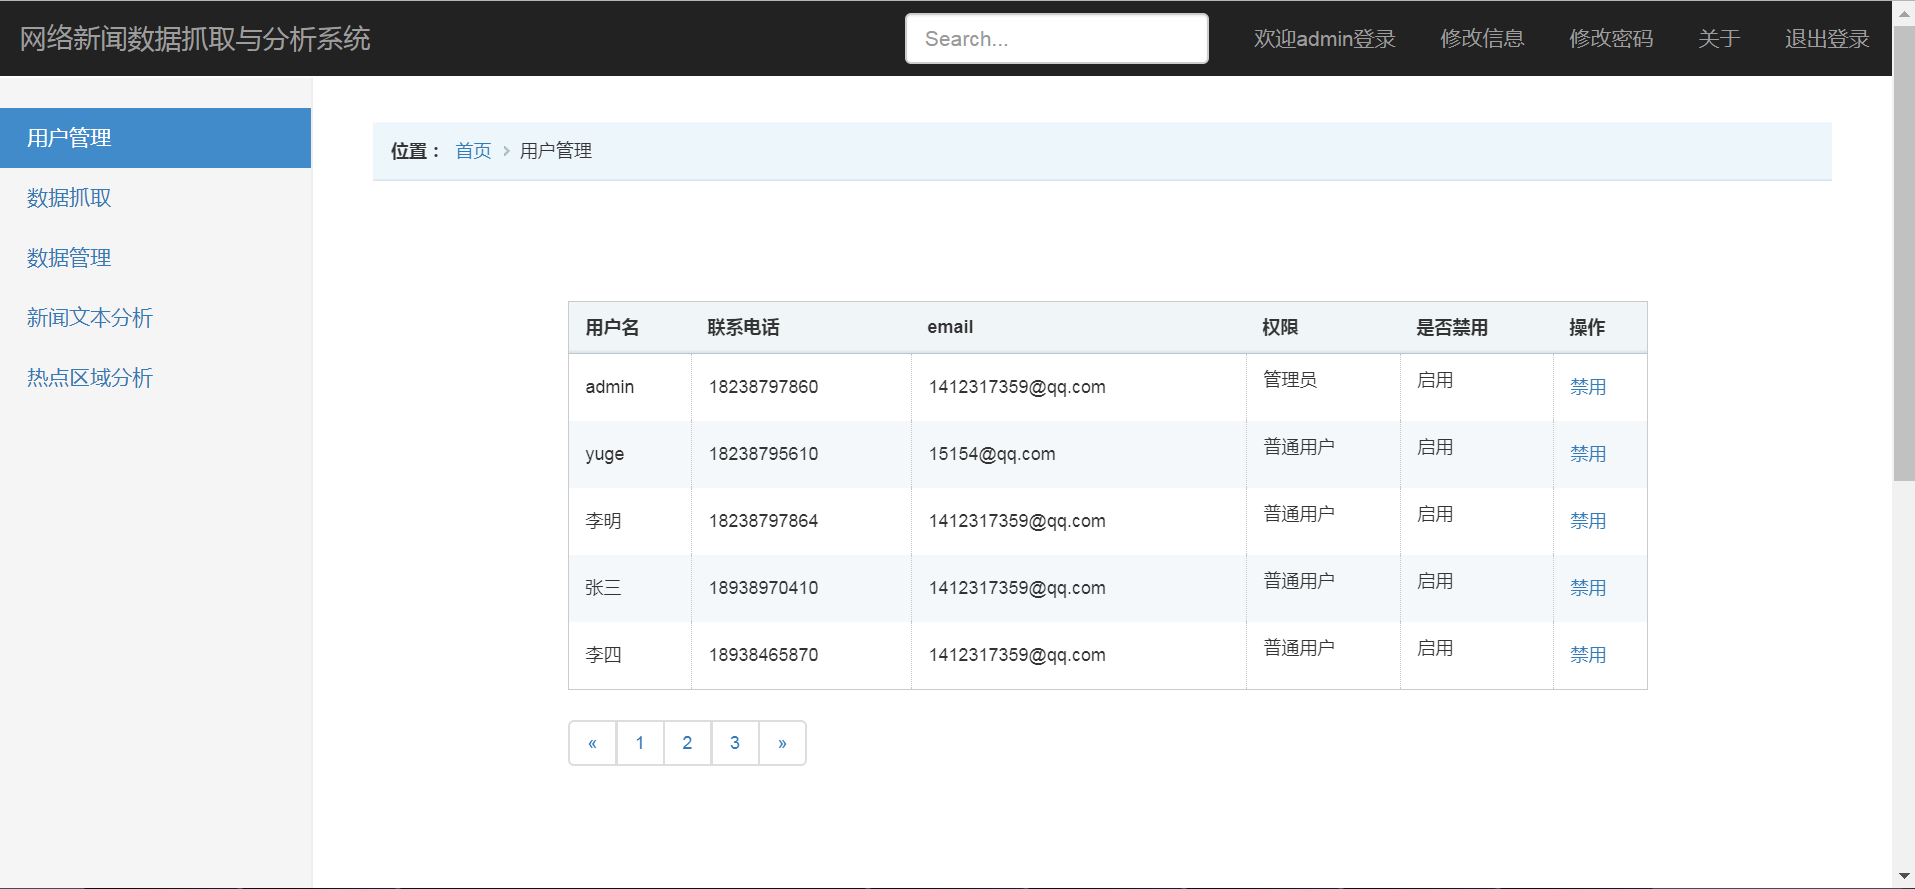 网络新闻数据抓取与分析系统 Search... 欢迎admin登录 修改信息 修改密码 关于 退出登录
用户管理
数据抓取
数据管理
新闻文本分析
热点区域分析
位置： 首页 > 用户管理
用户名 联系电话 email 权限 是否禁用 操作
admin 18238797860 1412317359@qq.com 管理员 启用 禁用
yuge 18238795610 15154@qq.com 普通用户 启用 禁用
李明 18238797864 1412317359@qq.com 普通用户 启用 禁用
张三 18938970410 1412317359@qq.com 普通用户 启用 禁用
李四 18938465870 1412317359@qq.com 普通用户 启用 禁用
« 1 2 3 »